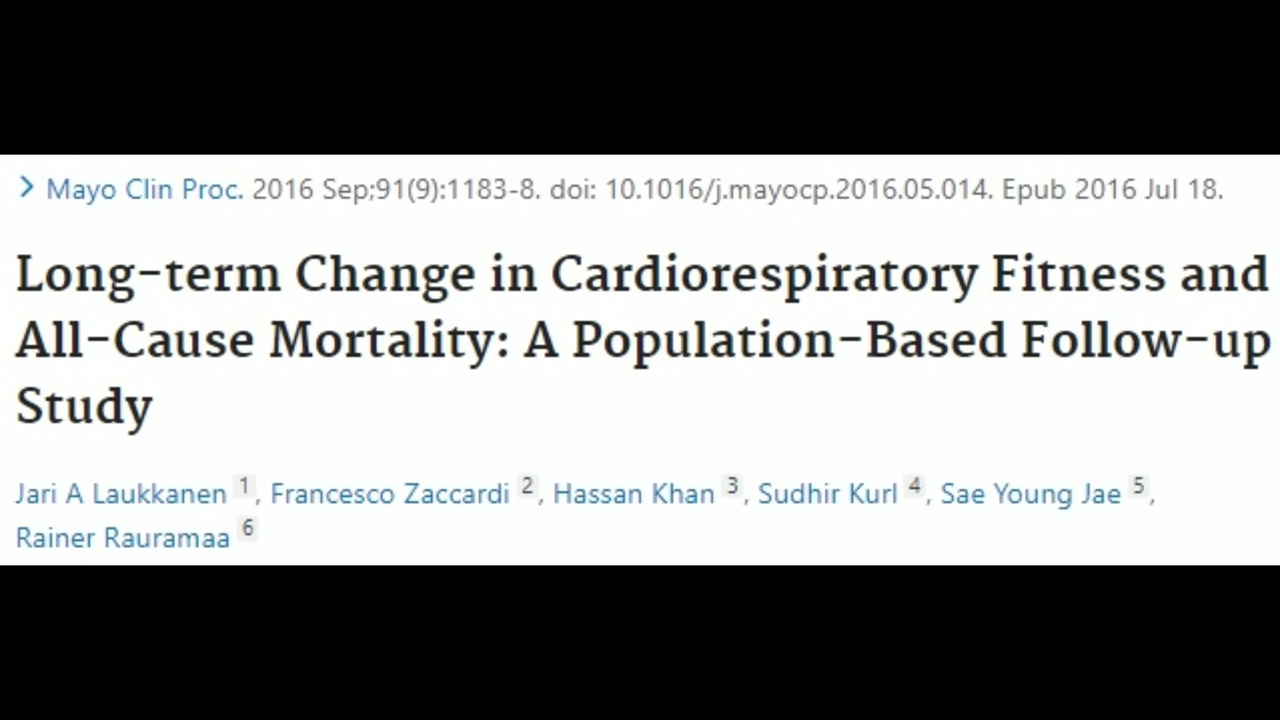 Mayo Clin Proc. 2016 Sep;91(9):1183-8. doi: 10.1016/j.mayocp.2016.05.014. Epub 2016 Jul 18.
Long-term Change in Cardiorespiratory Fitness and
All-Cause Mortality: A Population-Based Follow-up
Study
Jari A Laukkanen 1, Francesco Zaccardi 2, Hassan Khan 3, Sudhir Kurl 4, Sae Young Jae 5,
Rainer Rauramaa 6